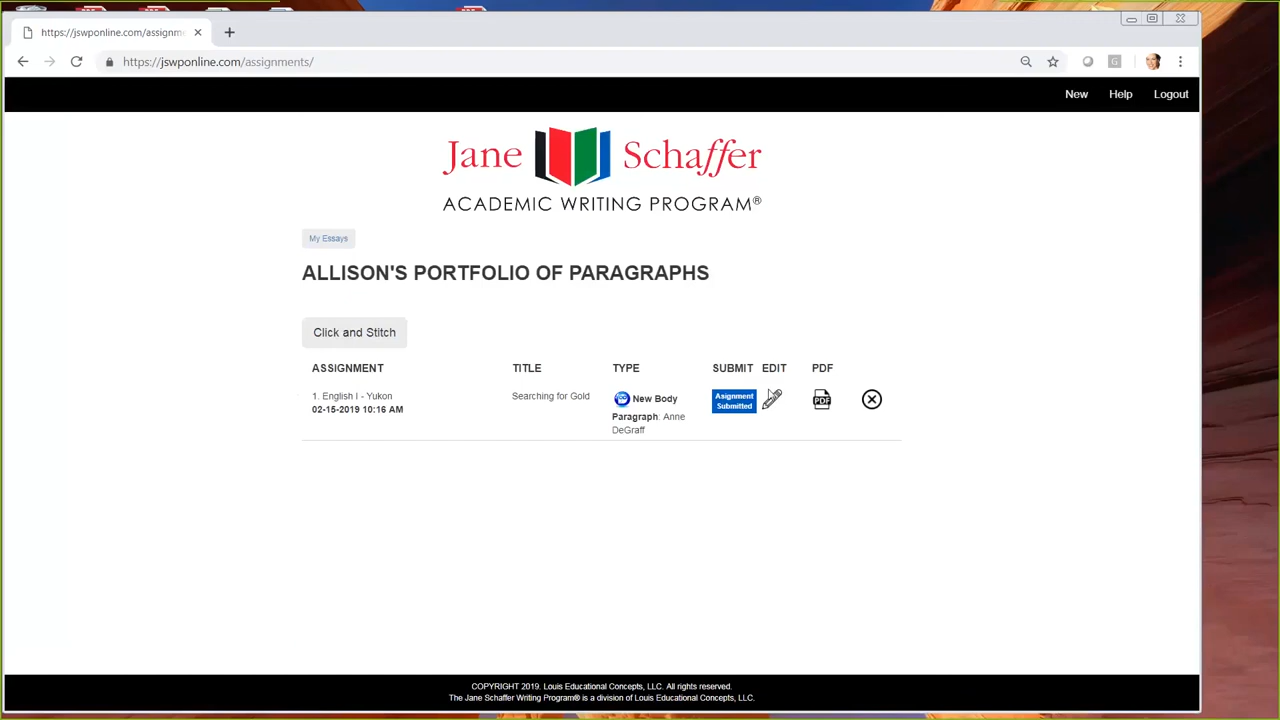 https://jswponline.com/assignm
https://jswponline.com/assignments/
G
New Help Logout
Jane Schaffer
ACADEMIC WRITING PROGRAM®
My Essays
ALLISON'S PORTFOLIO OF PARAGRAPHS
Click and Stitch
ASSIGNMENT TITLE TYPE SUBMIT EDIT PDF
1. English I - Yukon
02-15-2019 10:16 AM
Searching for Gold
New Body
Paragraph: Anne
DeGraff
Asignment
Submitted
PDF
COPYRIGHT 2019. Louis Educational Concepts, LLC. All rights reserved.
The Jane Schaffer Writing Program® is a division of Louis Educational Concepts, LLC.